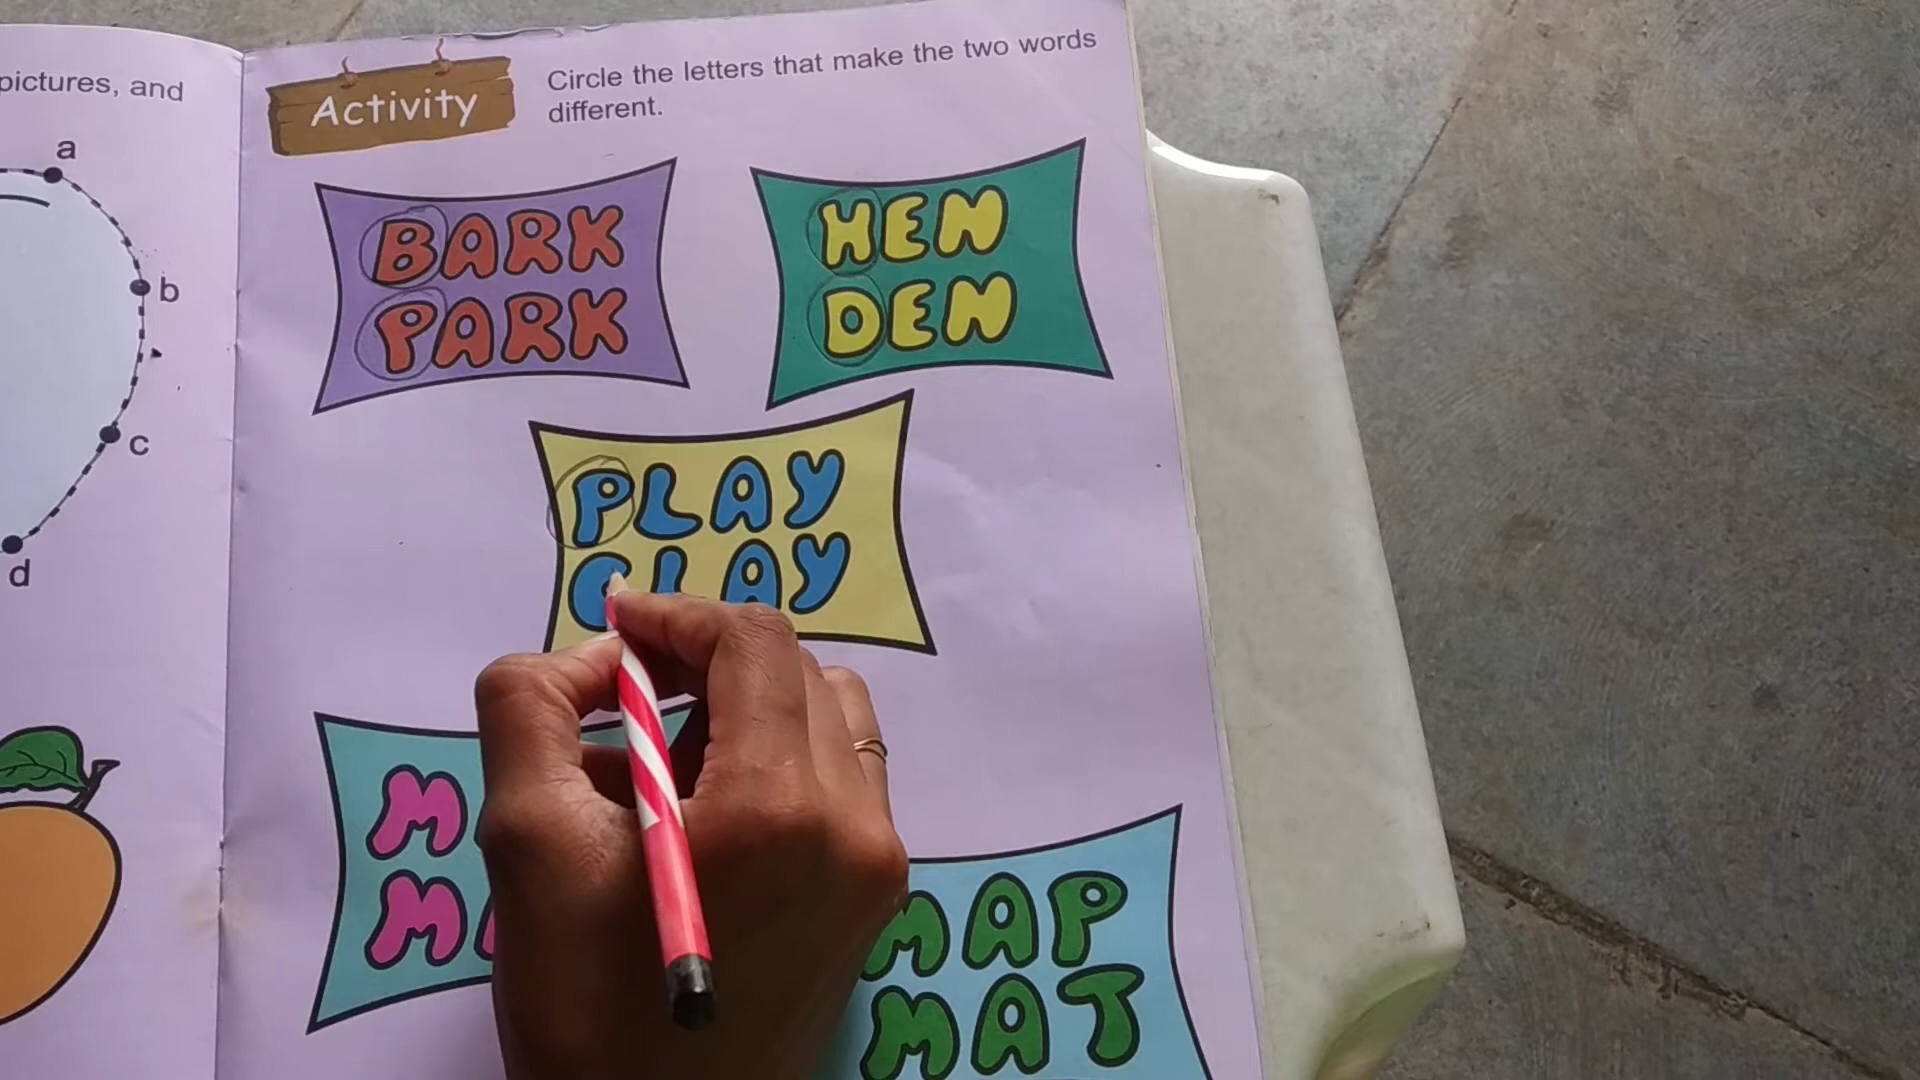 pictures, and
a
b
c
d
Activity
Circle the letters that make the two words
different.
BARK
PARK
HEN
DEN
PLAY
CLAY
M
M
MAP
MAT